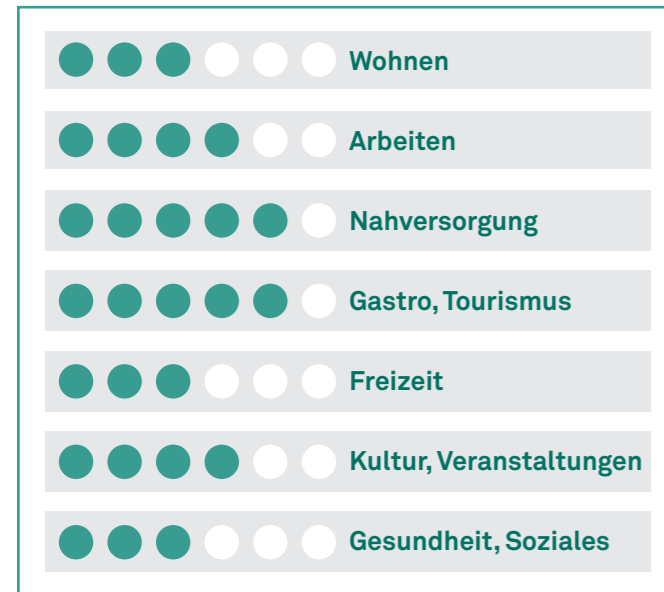 Wohnen
Arbeiten
Nahversorgung
Gastro, Tourismus
Freizeit
Kultur, Veranstaltungen
Gesundheit, Soziales